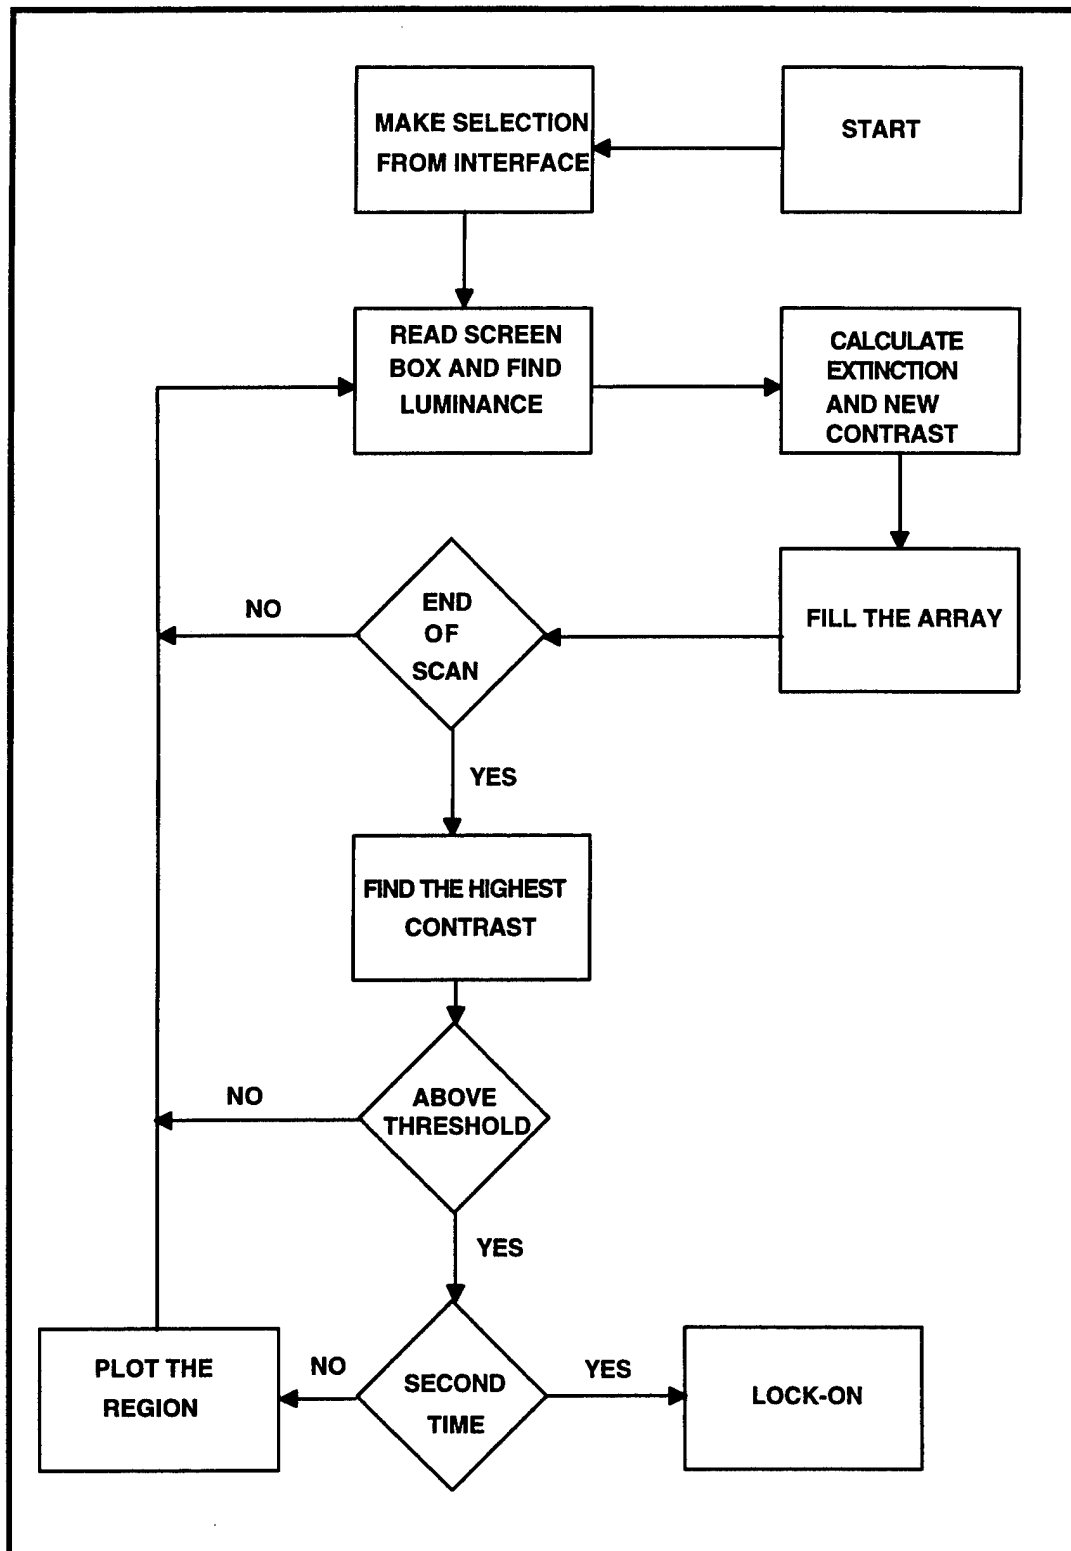 START
MAKE SELECTION
FROM INTERFACE
READ SCREEN
BOX AND FIND
LUMINANCE
CALCULATE
EXTINCTION
AND NEW
CONTRAST
FILL THE ARRAY
END
OF
SCAN
NO
YES
FIND THE HIGHEST
CONTRAST
ABOVE
THRESHOLD
NO
YES
SECOND
TIME
NO
YES
PLOT THE
REGION
LOCK-ON